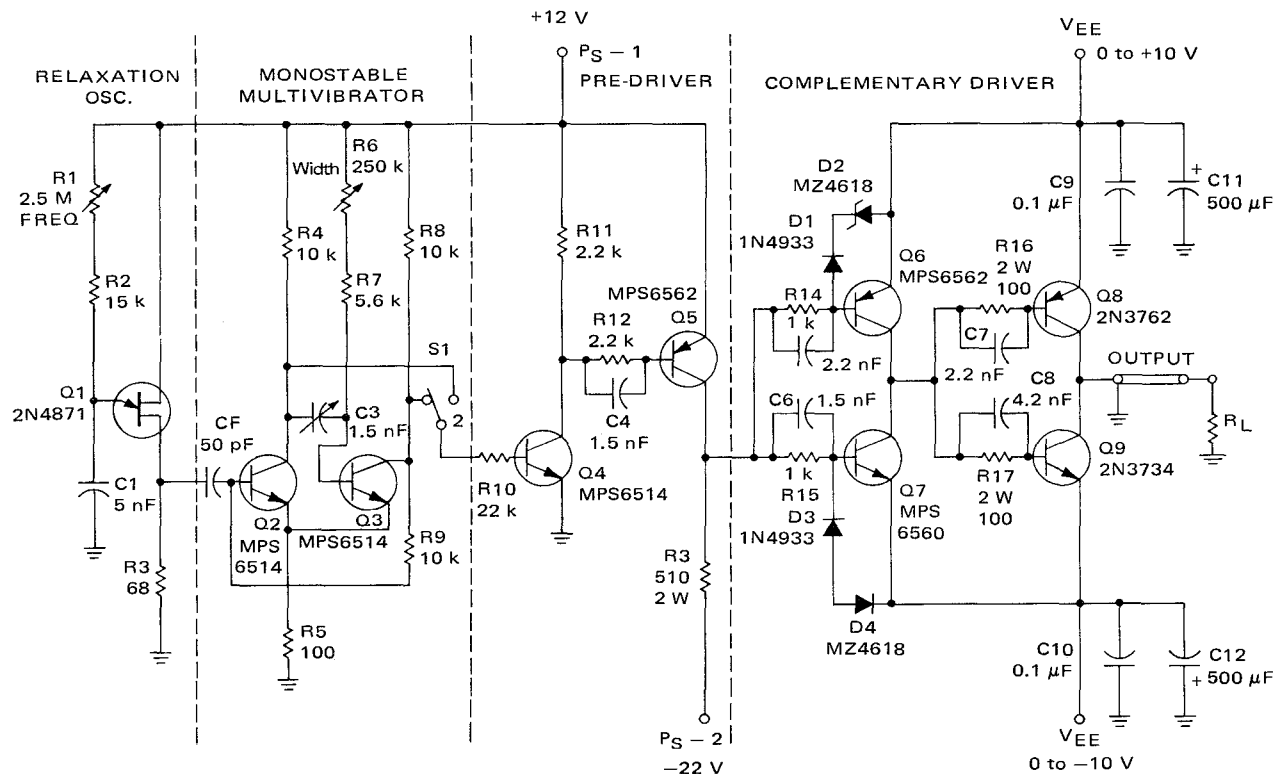 +12 V
PS – 1
VEE
0 to +10 V
RELAXATION
OSC.
MONOSTABLE
MULTIVIBRATOR
PRE-DRIVER
COMPLEMENTARY DRIVER
R1
2.5 M
FREQ
R2
15 k
Q1
2N4871
C1
5 nF
R3
68
CF
50 pF
R4
10 k
Width
R6
250 k
R7
5.6 k
R8
10 k
C3
1.5 nF
S1
2
Q2
MPS
6514
Q3
MPS6514
R9
10 k
R5
100
R10
22 k
R11
2.2 k
MPS6562
R12
2.2 k
Q5
C4
1.5 nF
Q4
MPS6514
R3
510
2 W
PS – 2
–22 V
D2
MZ4618
D1
1N4933
Q6
MPS6562
R14
1 k
2.2 nF
C6
1.5 nF
1 k
R15
D3
1N4933
Q7
MPS
6560
D4
MZ4618
C9
0.1 µF
+
C11
500 µF
R16
2 W
100
Q8
2N3762
C7
2.2 nF
C8
4.2 nF
OUTPUT
RL
R17
2 W
100
Q9
2N3734
C10
0.1 µF
C12
+
500 µF
VEE
0 to –10 V